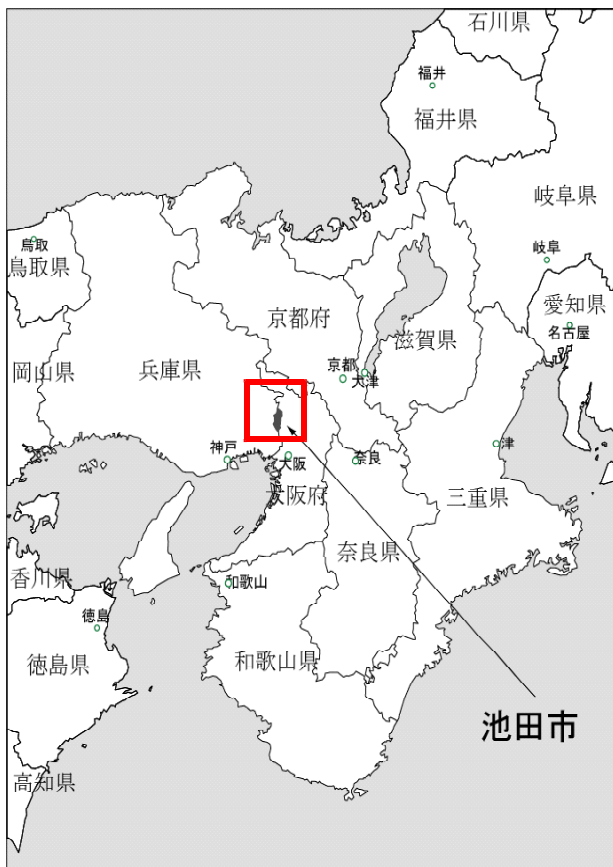 石川県
福井
福井県
岐阜県
鳥取
鳥取県
岐阜
愛知県
名古屋
京都府
滋賀県
岡山県
兵庫県
京都
大津
神戸
大阪
奈良
津
大阪府
三重県
奈良県
香川県
和歌山
徳島
徳島県
和歌山県
池田市
高知県